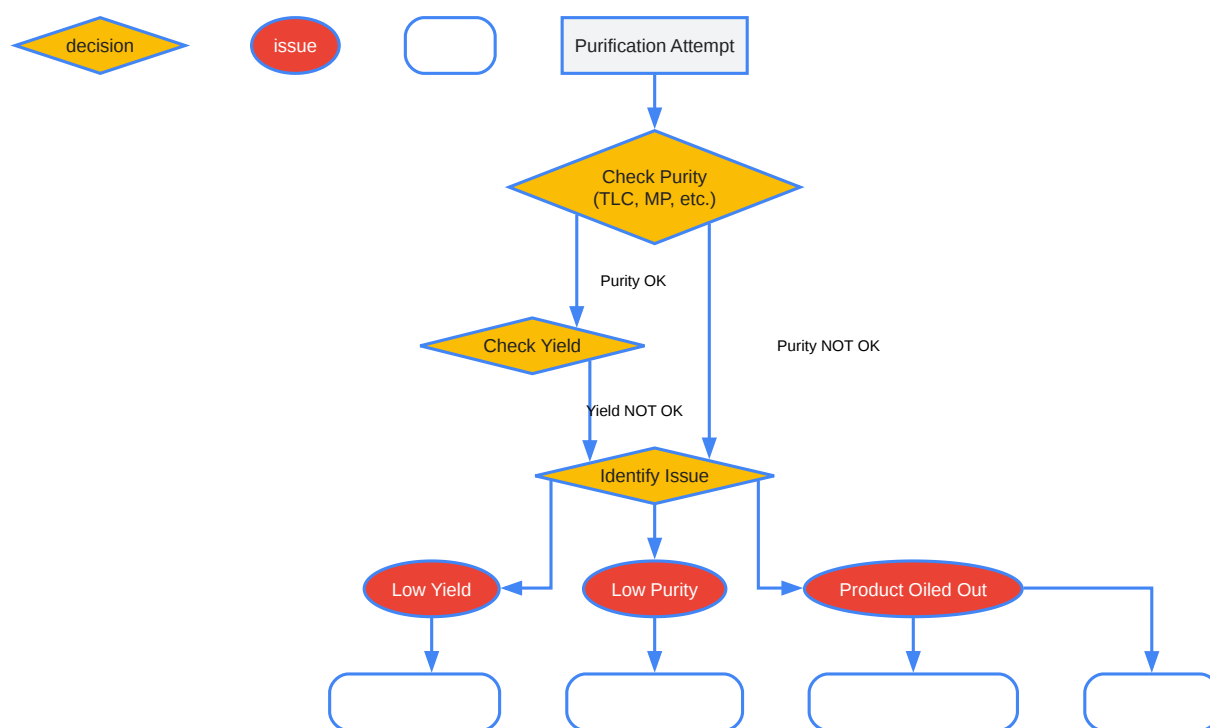 decision
issue
Purification Attempt
Check Purity
(TLC, MP, etc.)
Purity OK
Check Yield
Purity NOT OK
Yield NOT OK
Identify Issue
Low Yield
Low Purity
Product Oiled Out